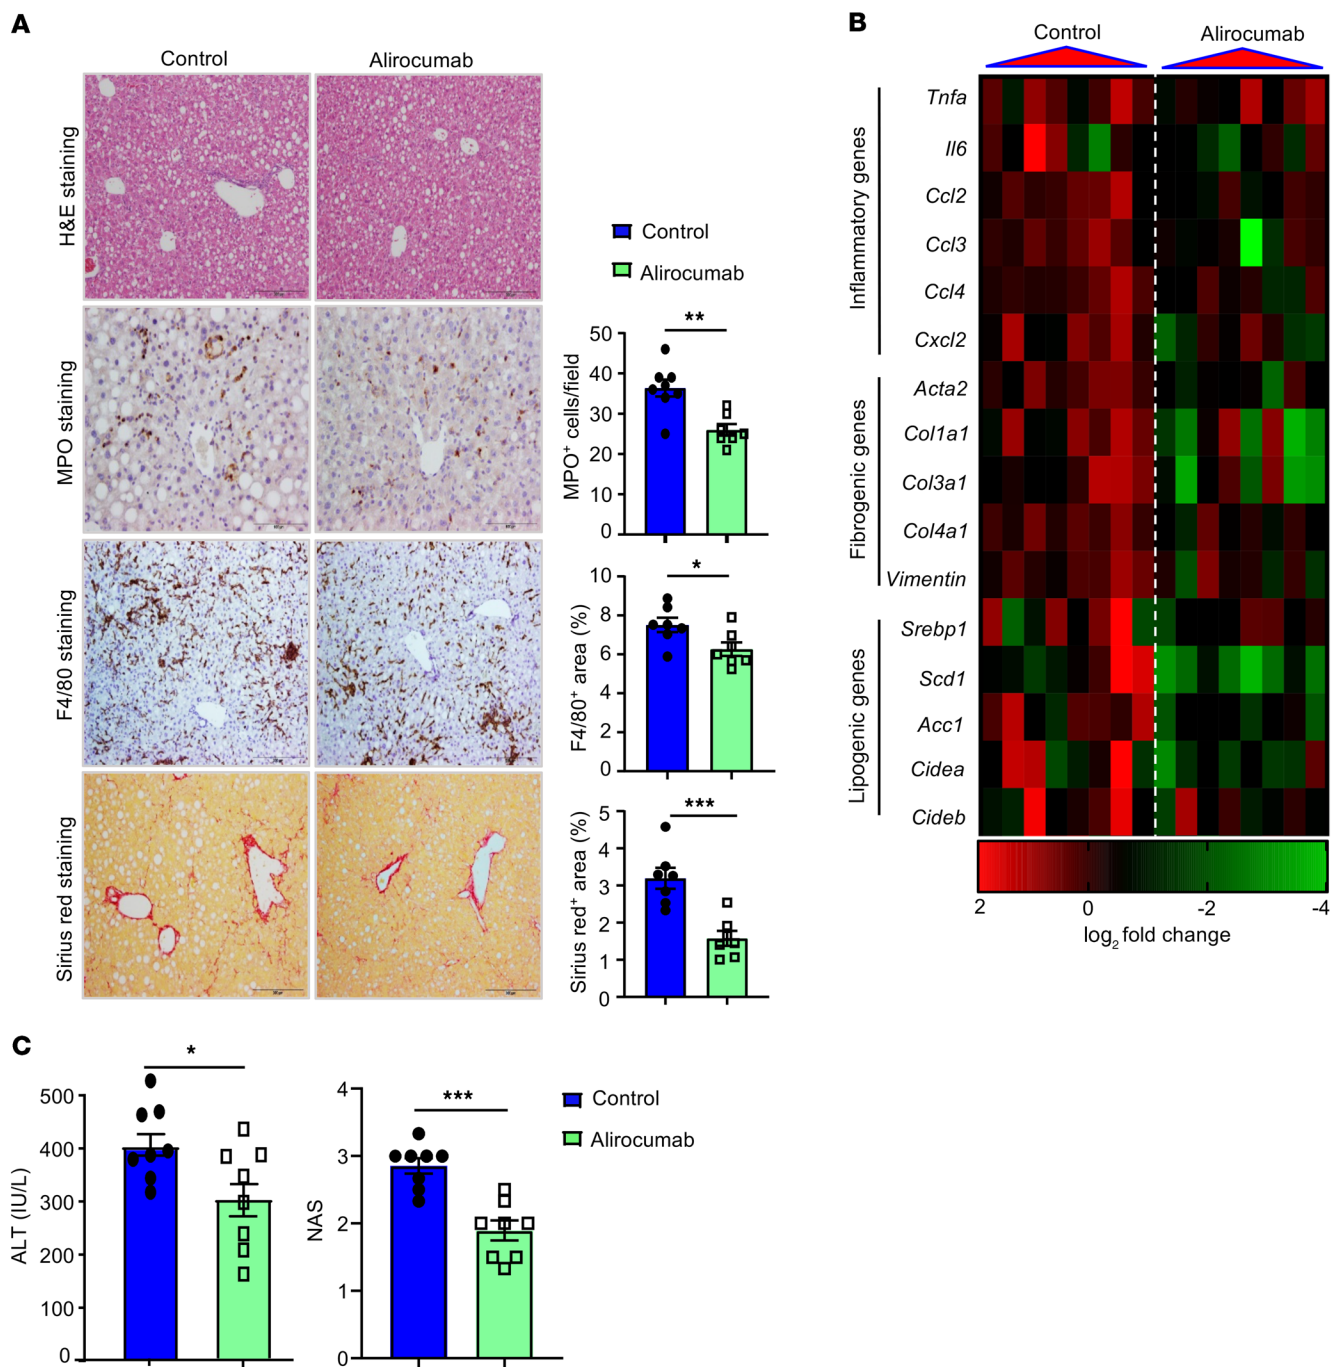 A
Control
Alirocumab
H&E staining
MPO staining
F4/80 staining
Sirius red staining
Control
Alirocumab
**
50
40
30
20
10
0
MPO⁺ cells/field
*
10
8
6
4
2
0
F4/80⁺ area (%)
***
5
4
3
2
1
0
Sirius red⁺ area (%)
B
Control
Alirocumab
Inflammatory genes
Tnfa
Il6
Ccl2
Ccl3
Ccl4
Cxcl2
Fibrogenic genes
Acta2
Col1a1
Col3a1
Col4a1
Vimentin
Lipogenic genes
Srebp1
Scd1
Acc1
Cidea
Cideb
2 0 -2 -4
log₂ fold change
C
*
500
400
300
200
100
0
ALT (IU/L)
***
4
3
2
1
0
NAS
Control
Alirocumab